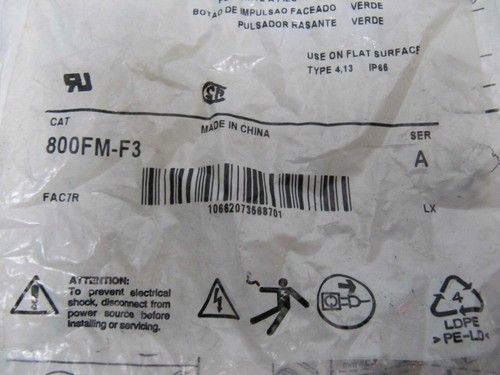 BOTAO DE IMPULSAO FACEADO VERDE
PULSADOR RASANTE VERDE
USE ON FLAT SURFACE
TYPE 4,13 IP66
MADE IN CHINA
CAT
SER
800FM-F3
A
FAC7R
10662073568701
LX
ATTENTION:
To prevent electrical
shock, disconnect from
power source before
installing or servicing.
4
LDPE
>PE-LD<